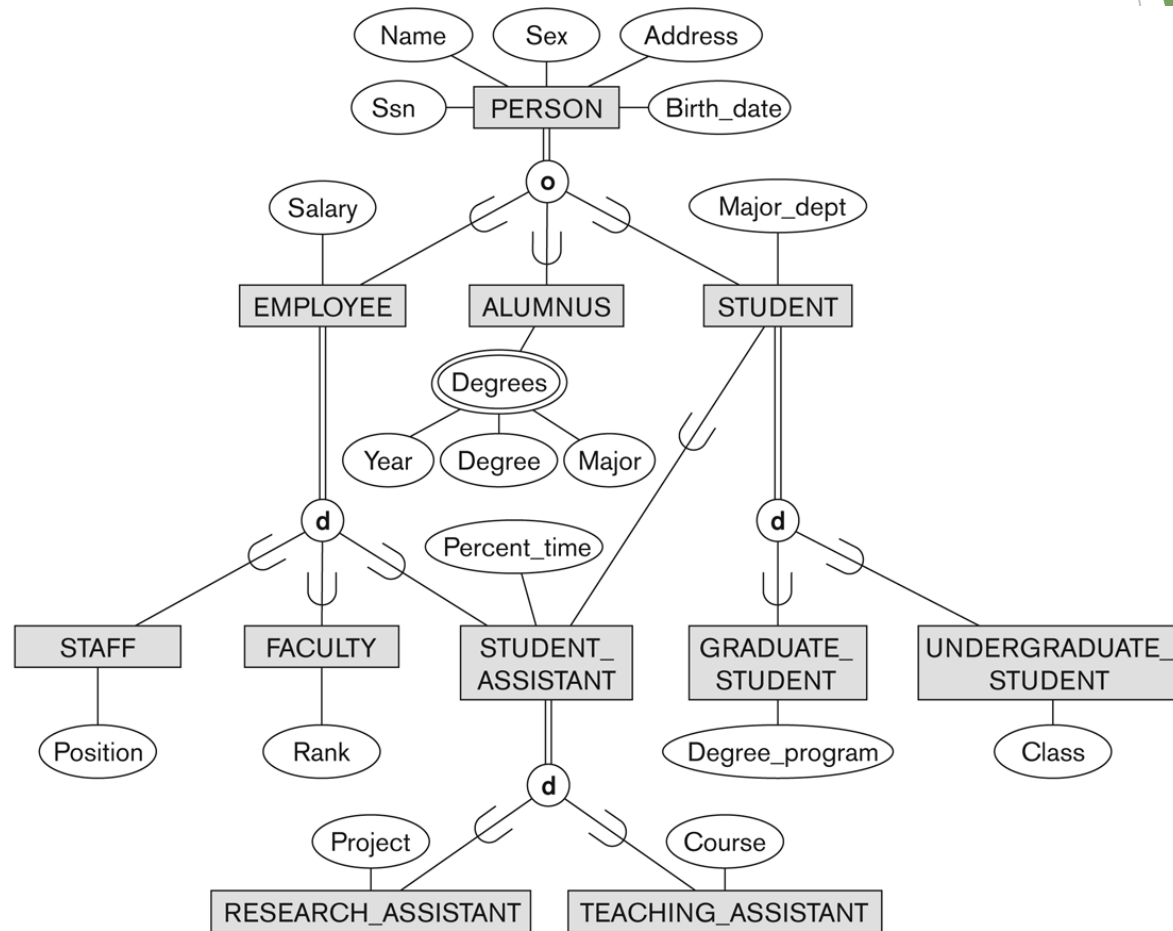 Name
Sex
Address
Ssn
PERSON
Birth_date
o
Salary
Major_dept
EMPLOYEE
ALUMNUS
STUDENT
Degrees
Year
Degree
Major
d
d
Percent_time
STAFF
FACULTY
STUDENT_
ASSISTANT
GRADUATE_
STUDENT
UNDERGRADUATE_
STUDENT
Position
Rank
Degree_program
Class
d
Project
Course
RESEARCH_ASSISTANT
TEACHING_ASSISTANT